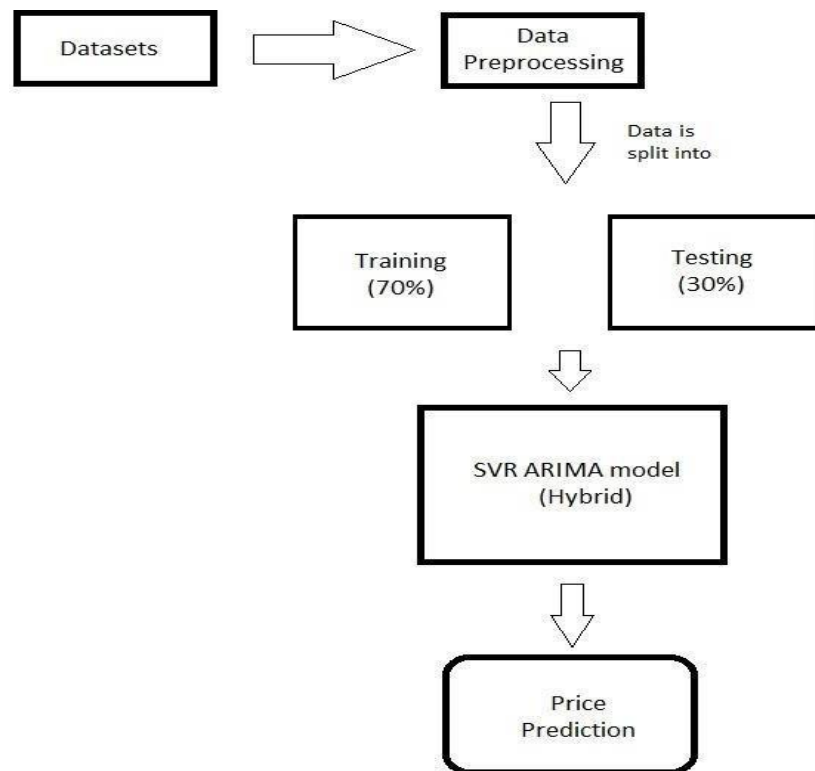 Datasets
Data
Preprocessing
Data is
split into
Training
(70%)
Testing
(30%)
SVR ARIMA model
(Hybrid)
Price
Prediction